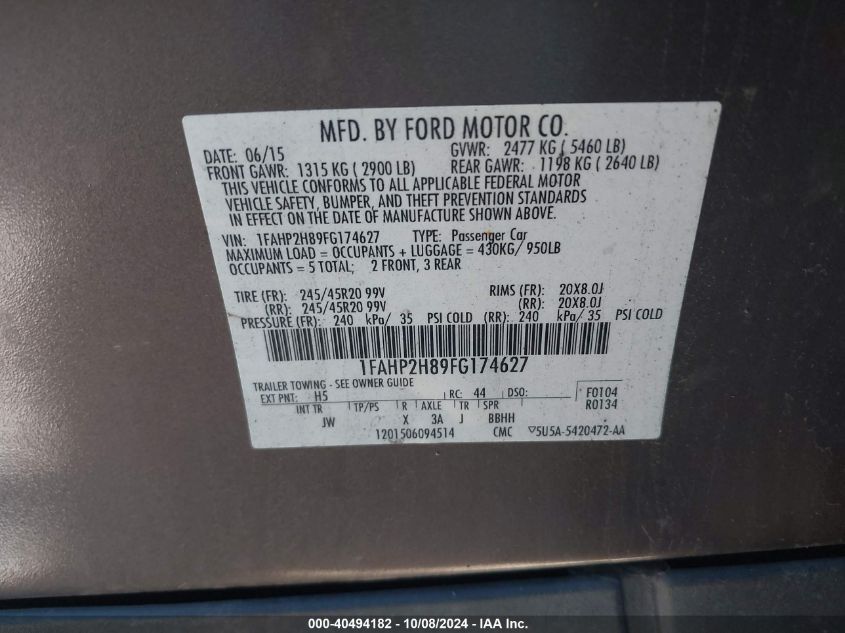 MFD. BY FORD MOTOR CO.
DATE: 06/15 GVWR: 2477 KG ( 5460 LB)
FRONT GAWR: 1315 KG ( 2900 LB) REAR GAWR: 1198 KG ( 2640 LB)
THIS VEHICLE CONFORMS TO ALL APPLICABLE FEDERAL MOTOR
VEHICLE SAFETY, BUMPER, AND THEFT PREVENTION STANDARDS
IN EFFECT ON THE DATE OF MANUFACTURE SHOWN ABOVE.
VIN: 1FAHP2H89FG174627 TYPE: Passenger Car
MAXIMUM LOAD = OCCUPANTS + LUGGAGE = 430KG/ 950LB
OCCUPANTS = 5 TOTAL; 2 FRONT, 3 REAR
TIRE (FR): 245/45R20 99V RIMS (FR): 20X8.0J
(RR): 245/45R20 99V (RR): 20X8.0J
PRESSURE (FR): 240 kPa/ 35 PSI COLD (RR): 240 kPa/ 35 PSI COLD
1FAHP2H89FG174627
TRAILER TOWING - SEE OWNER GUIDE
EXT PNT: H5 RC: 44 DSO: F0104
INT TR TP/PS R AXLE TR SPR R0134
JW X 3A J BBHH
1201506094514 CMC ▽5U5A-5420472-AA
000-40494182 - 10/08/2024 - IAA Inc.